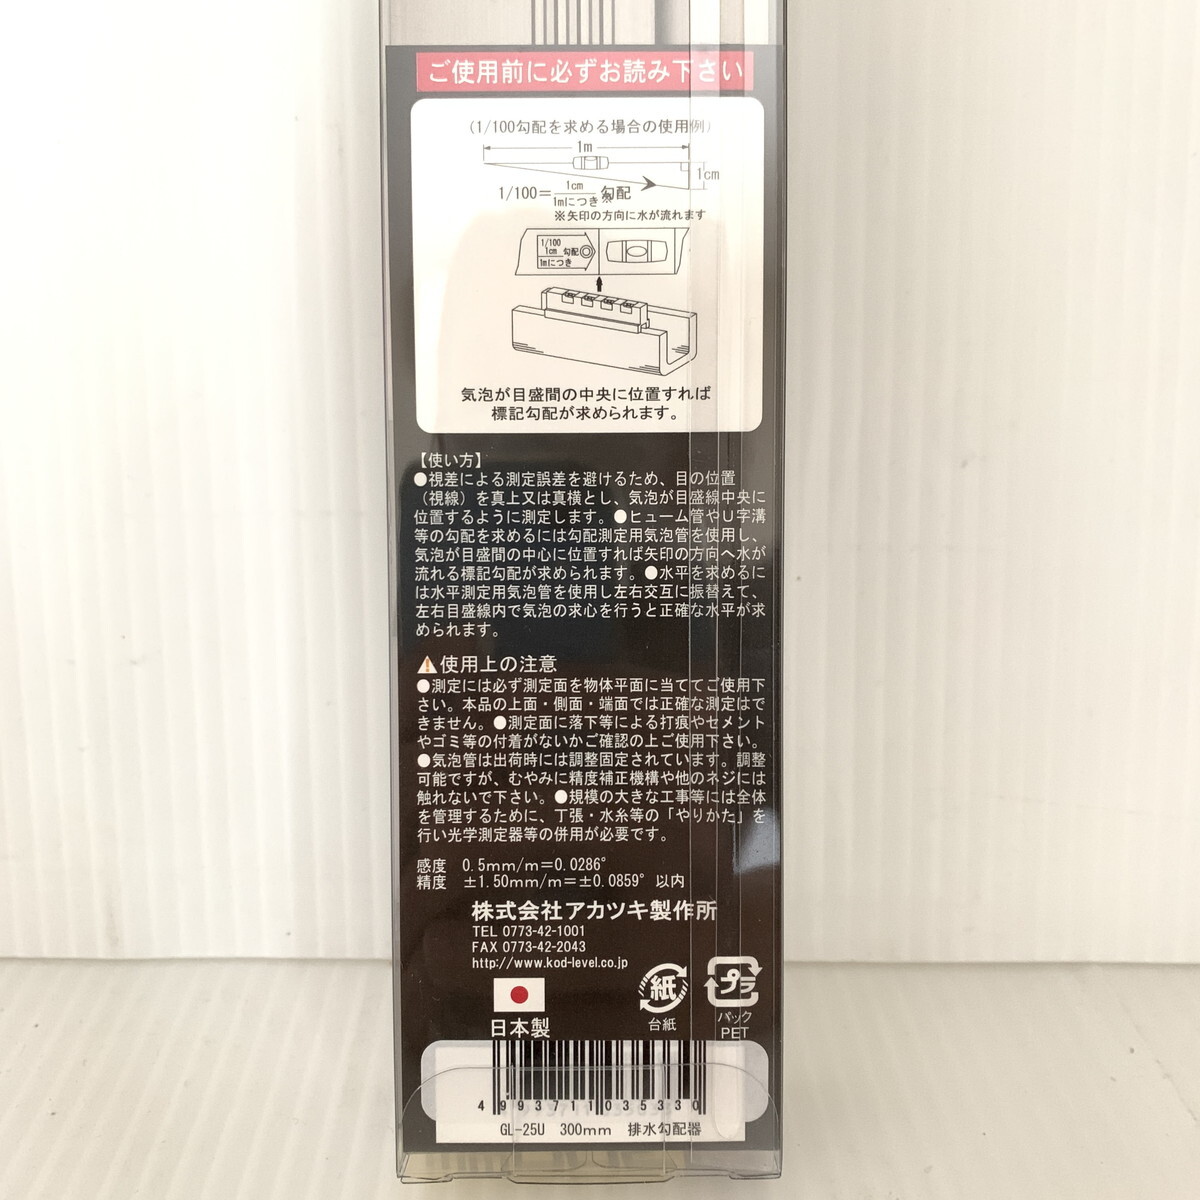 ご使用前に必ずお読み下さい
(1/100勾配を求める場合の使用例)
1m
1cm
1/100=1cm/1mにつき※勾配
※矢印の方向に水が流れます
1/100
1cm 勾配
1mにつき
気泡が目盛間の中央に位置すれば
標記勾配が求められます。
【使い方】
●視差による測定誤差を避けるため、目の位置
(視線)を真上又は真横とし、気泡が目盛線中央に
位置するように測定します。●ヒューム管やU字溝
等の勾配を求めるには勾配測定用気泡管を使用し、
気泡が目盛間の中心に位置すれば矢印の方向へ水が
流れる標記勾配が求められます。●水平を求めるに
は水平測定用気泡管を使用し左右交互に振替えて、
左右目盛線内で気泡の求心を行うと正確な水平が求
められます。
⚠使用上の注意
●測定には必ず測定面を物体平面に当ててご使用下
さい。本品の上面・側面・端面では正確な測定はで
きません。●測定面に落下等による打痕やセメント
やゴミ等の付着がないかご確認の上ご使用下さい。
●気泡管は出荷時には調整固定されています。調整
可能ですが、むやみに精度補正機構や他のネジには
触れないで下さい。●規模の大きな工事等には全体
を管理するために、丁張・水糸等の「やりかた」を
行い光学測定器等の併用が必要です。
感度 0.5mm/m=0.0286°
精度 ±1.50mm/m=±0.0859° 以内
株式会社アカツキ製作所
TEL 0773-42-1001
FAX 0773-42-2043
http://www.kod-level.co.jp
日本製
紙
台紙
プラ
パック
PET
4 993711 035330
GL-25U 300mm 排水勾配器